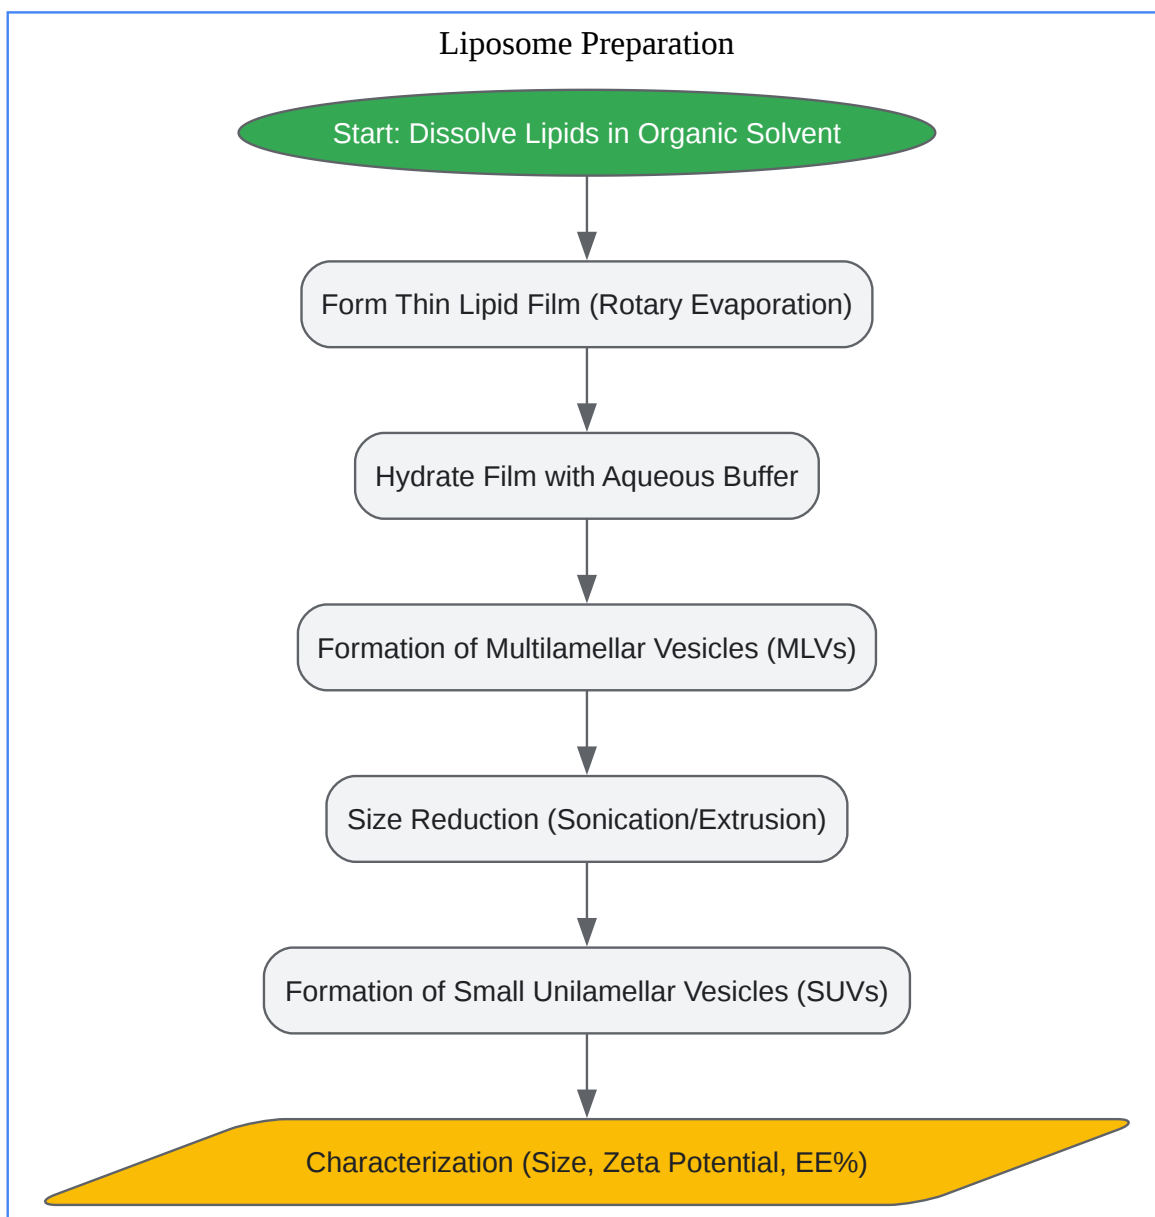 Liposome Preparation
Start: Dissolve Lipids in Organic Solvent
Form Thin Lipid Film (Rotary Evaporation)
Hydrate Film with Aqueous Buffer
Formation of Multilamellar Vesicles (MLVs)
Size Reduction (Sonication/Extrusion)
Formation of Small Unilamellar Vesicles (SUVs)
Characterization (Size, Zeta Potential, EE%)